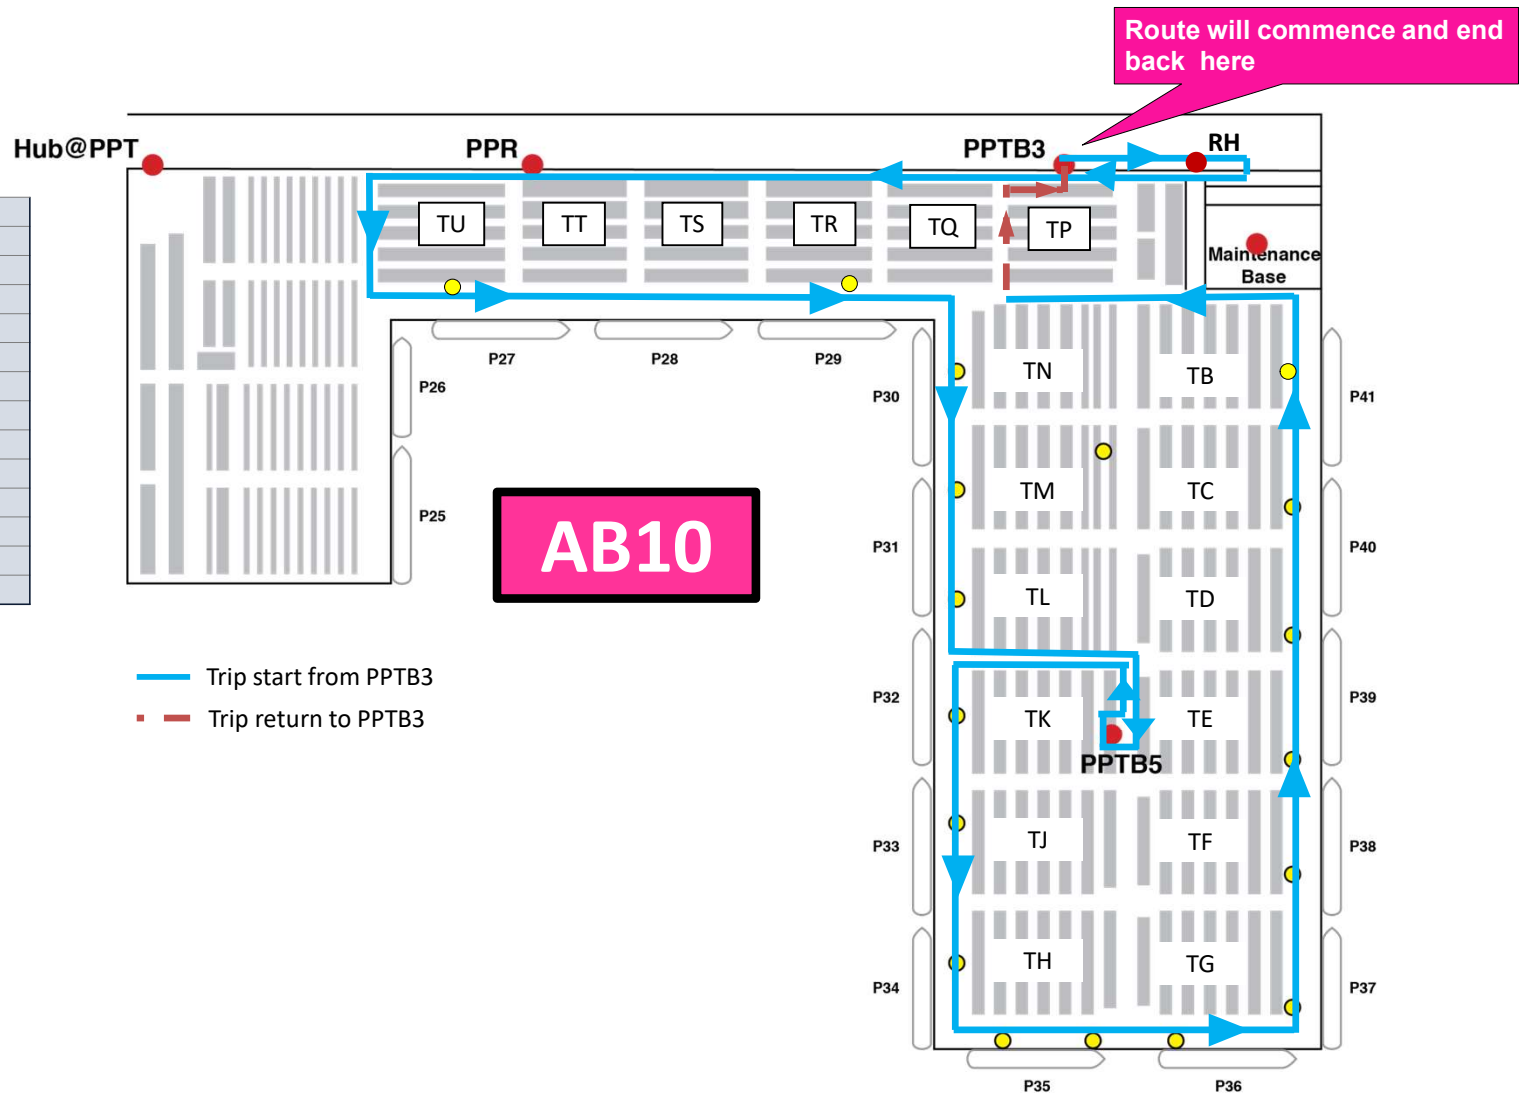 Route will commence and end
back here
Hub@PPT
PPR
PPTB3
RH
TU
TT
TS
TR
TQ
TP
Maintenance
Base
P27
P28
P29
P26
P30
TN
TB
P41
P25
AB10
P31
TM
TC
P40
TL
TD
Trip start from PPTB3
Trip return to PPTB3
P32
TK
TE
P39
PPTB5
P33
TJ
TF
P38
P34
TH
TG
P37
P35
P36